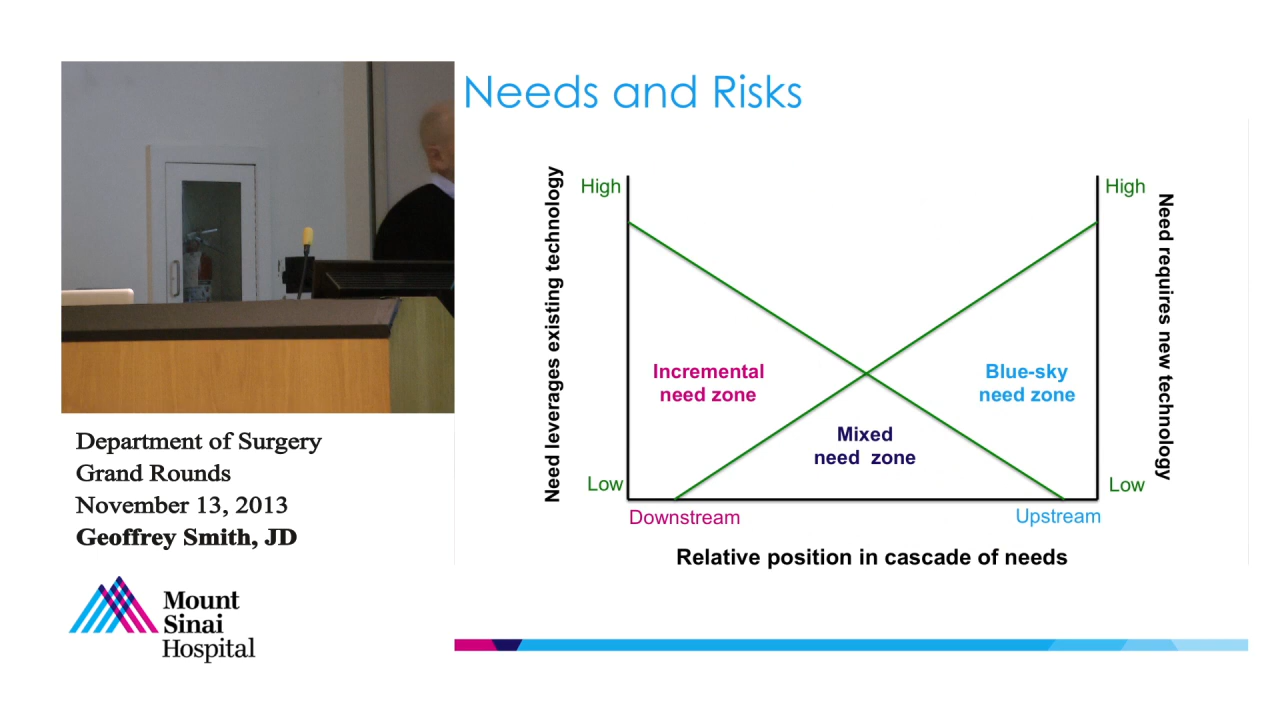 Needs and Risks
Need leverages existing technology
High
Low
High
Low
Need requires new technology
Incremental
need zone
Blue-sky
need zone
Mixed
need zone
Downstream
Upstream
Relative position in cascade of needs
Department of Surgery
Grand Rounds
November 13, 2013
Geoffrey Smith, JD
Mount
Sinai
Hospital